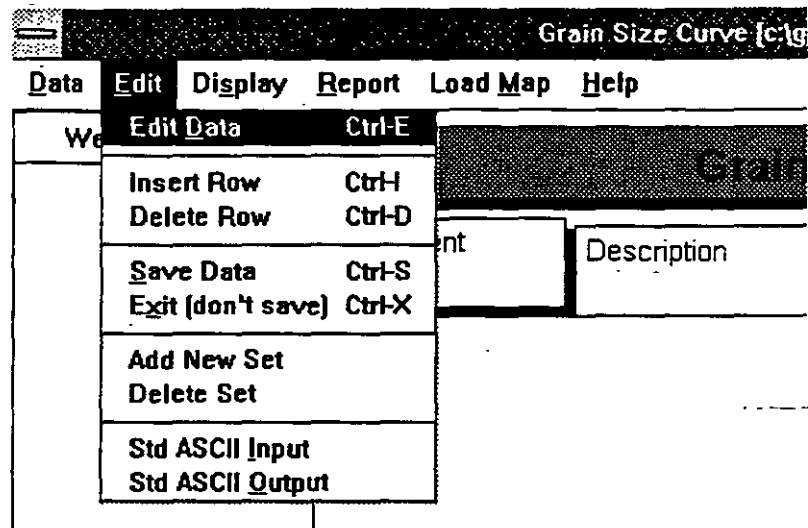 Grain Size Curve [c:\g
Data Edit Display Report Load Map Help
We
Edit Data Ctrl-E
Grain
Insert Row Ctrl-I
Delete Row Ctrl-D
ent
Description
Save Data Ctrl-S
Exit (don't save) Ctrl-X
Add New Set
Delete Set
Std ASCII Input
Std ASCII Output